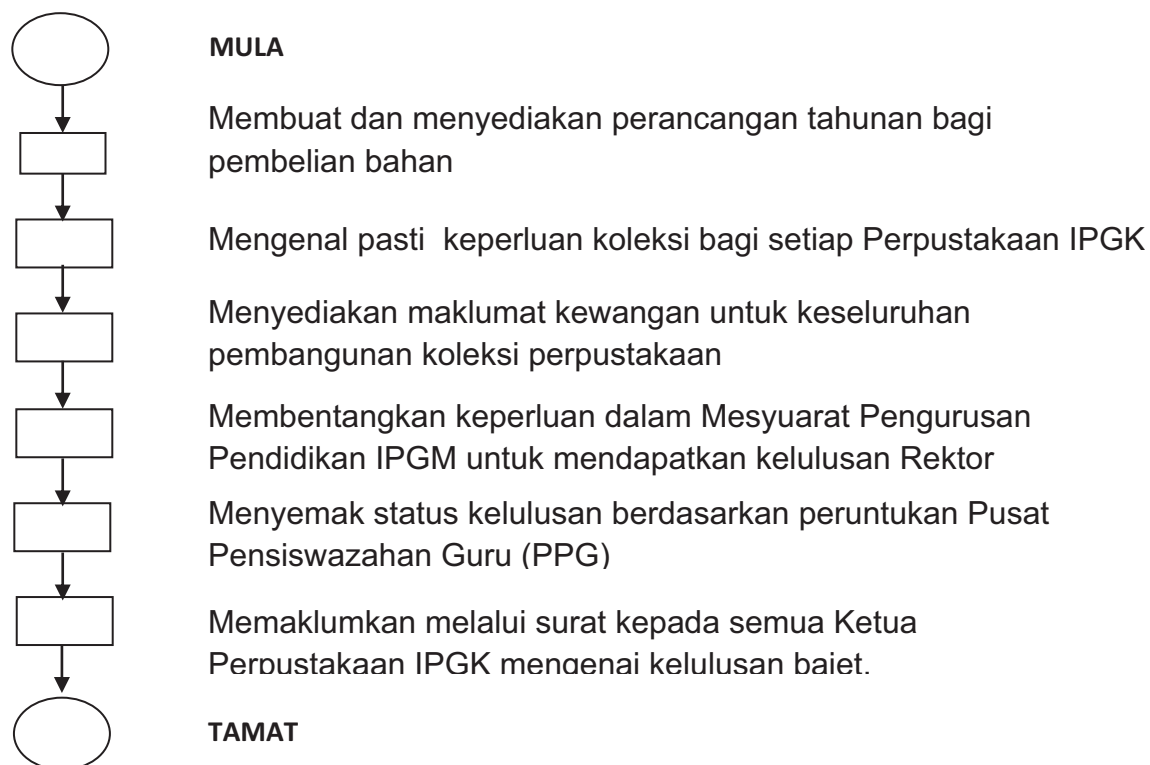 MULA
Membuat dan menyediakan perancangan tahunan bagi
pembelian bahan
Mengenal pasti keperluan koleksi bagi setiap Perpustakaan IPGK
Menyediakan maklumat kewangan untuk keseluruhan
pembangunan koleksi perpustakaan
Membentangkan keperluan dalam Mesyuarat Pengurusan
Pendidikan IPGM untuk mendapatkan kelulusan Rektor
Menyemak status kelulusan berdasarkan peruntukan Pusat
Pensiswazahan Guru (PPG)
Memaklumkan melalui surat kepada semua Ketua
Perpustakaan IPGK mengenai kelulusan bajet.
TAMAT